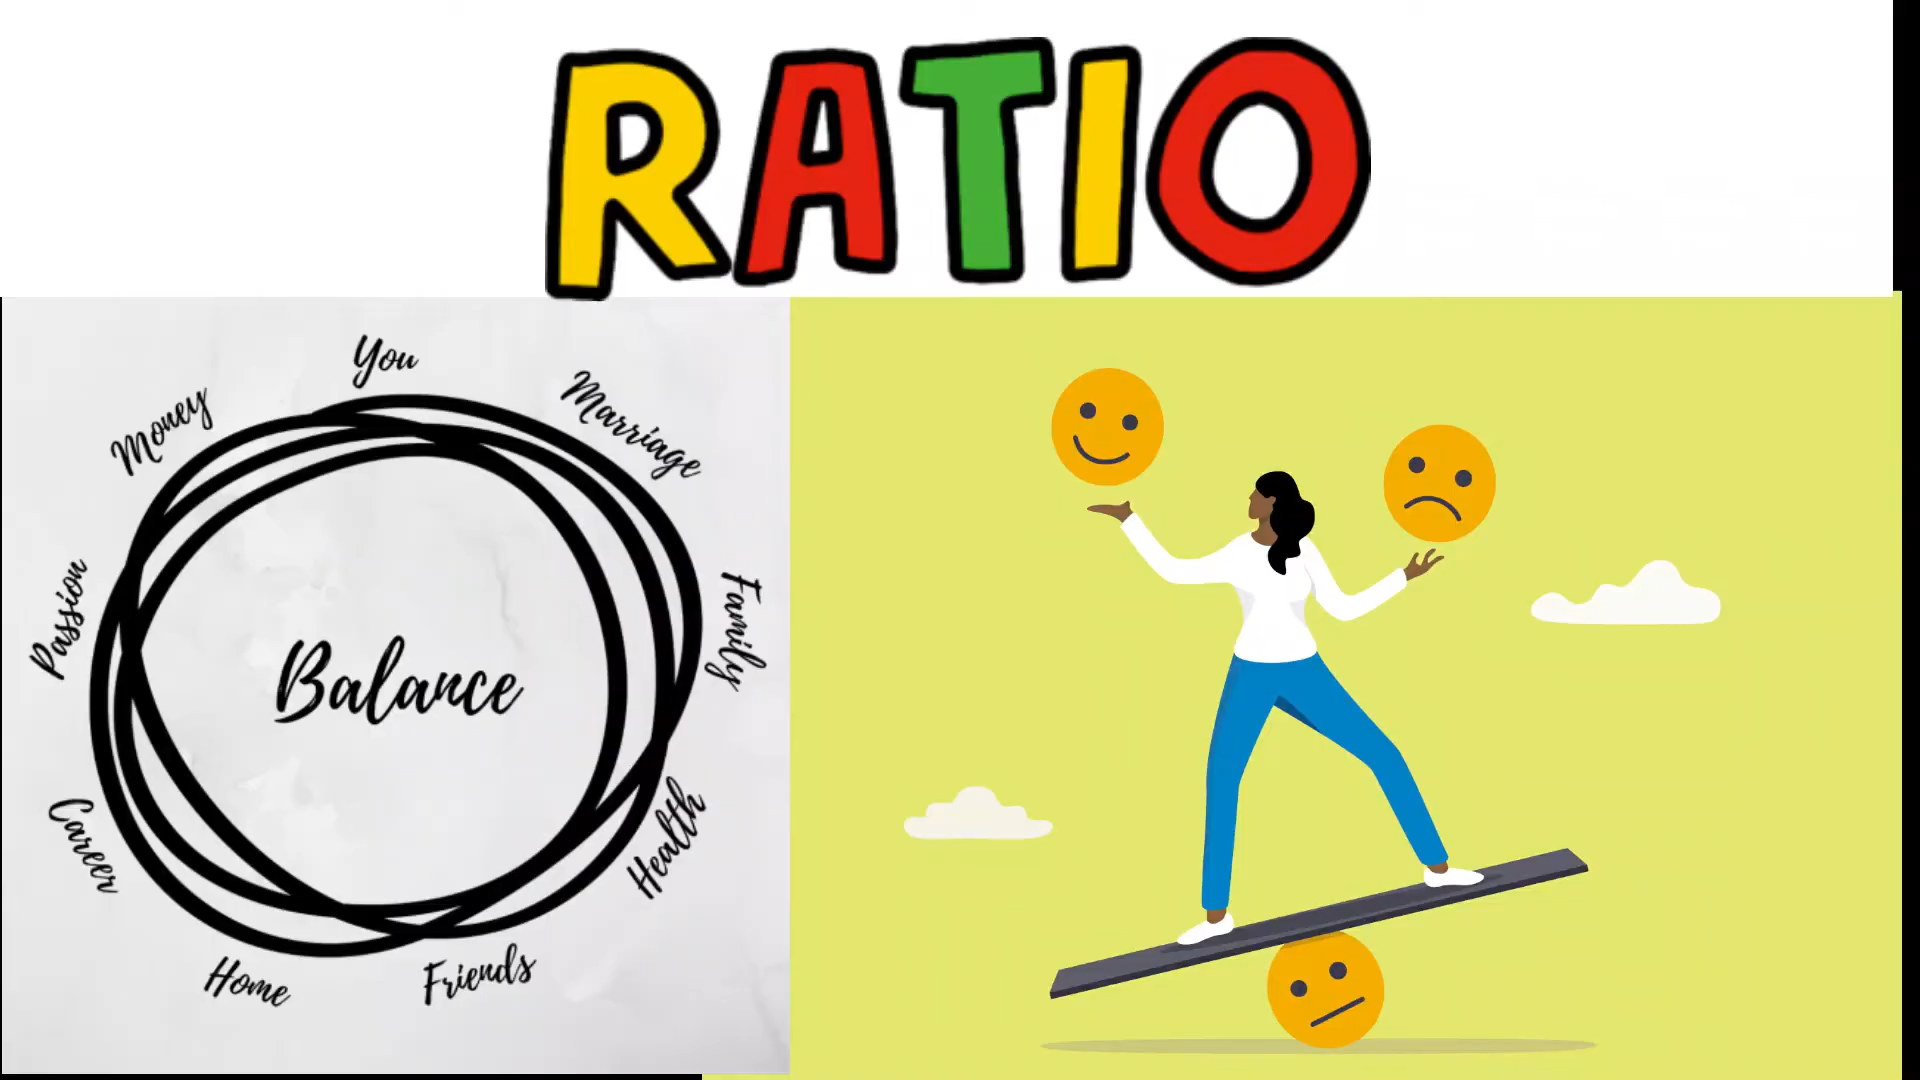 RATIO
You
Money
Marriage
Passion
Family
Balance
Career
Health
Home
Friends